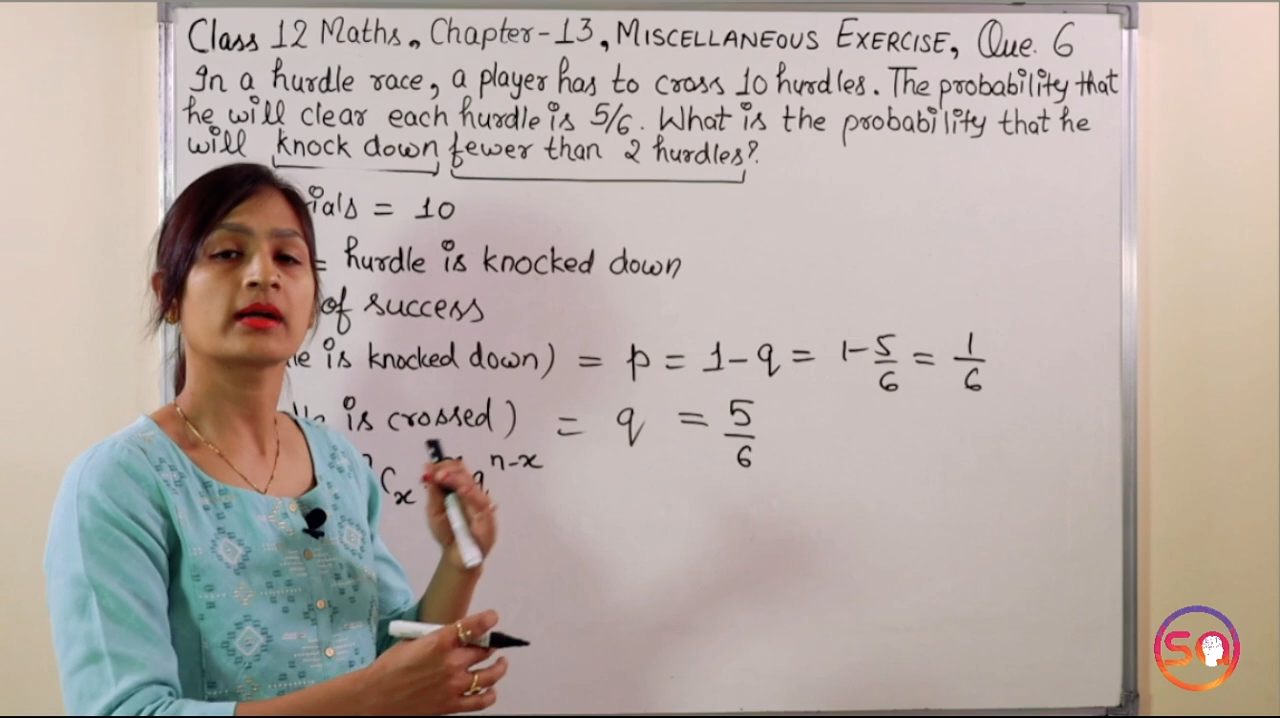 Class 12 Maths, Chapter-13, MISCELLANEOUS EXERCISE, Que. 6
In a hurdle race, a player has to cross 10 hurdles. The probability that
he will clear each hurdle is 5/6. What is the probability that he
will knock down fewer than 2 hurdles?
= 10
= hurdle is knocked down
of success
is knocked down) = p = 1-q = 1-5/6 = 1/6
is crossed) = q = 5/6
C_x q^n-x
SQ